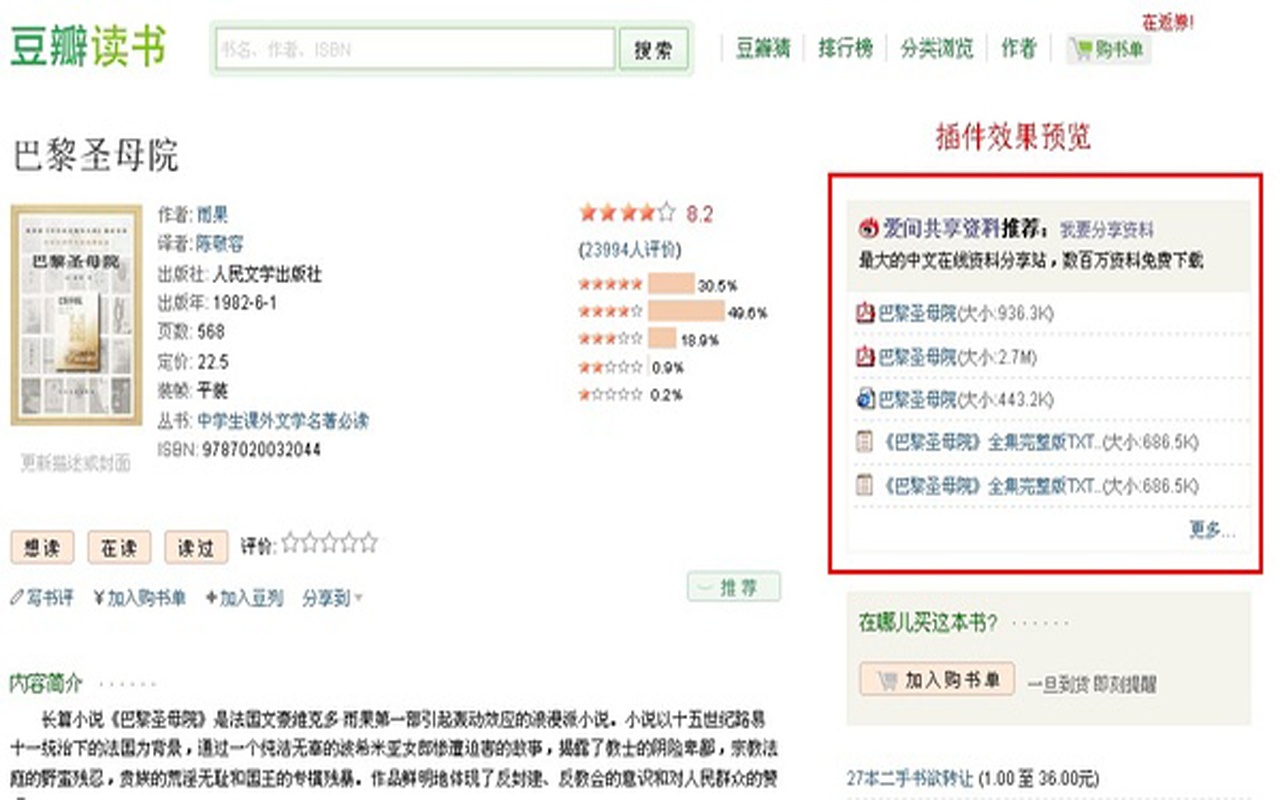 在返券!
豆瓣读书
书名、作者、ISBN
搜索
豆瓣猜
排行榜
分类浏览
作者
购书单
插件效果预览
巴黎圣母院
作者: 雨果
译者: 陈敬容
出版社: 人民文学出版社
出版年: 1982-6-1
页数: 568
定价: 22.5
装帧: 平装
丛书: 中学生课外文学名著必读
ISBN: 9787020032044
巴黎圣母院
更新描述或封面
8.2
(23994人评价)
30.5%
49.6%
18.9%
0.9%
0.2%
爱问共享资料推荐: 我要分享资料
最大的中文在线资料分享站,数百万资料免费下载
巴黎圣母院(大小:936.3K)
巴黎圣母院(大小:2.7M)
巴黎圣母院(大小:443.2K)
《巴黎圣母院》全集完整版TXT..(大小:686.5K)
《巴黎圣母院》全集完整版TXT..(大小:686.5K)
更多...
想读
在读
读过
评价:
写书评
¥加入购书单
+加入豆列
分享到
推荐
在哪儿买这本书? ······
加入购书单
一旦到货 即刻提醒
内容简介 ······
长篇小说《巴黎圣母院》是法国文豪维克多·雨果第一部引起轰动效应的浪漫派小说。小说以十五世纪路易
十一统治下的法国为背景,通过一个纯洁无辜的波希米亚女郎惨遭迫害的故事,揭露了教士的阴险卑鄙,宗教法
庭的野蛮残忍,贵族的荒淫无耻和国王的专横残暴。作品鲜明地体现了反封建、反教会的意识和对人民群众的赞
27本二手书欲转让 (1.00 至 36.00元)